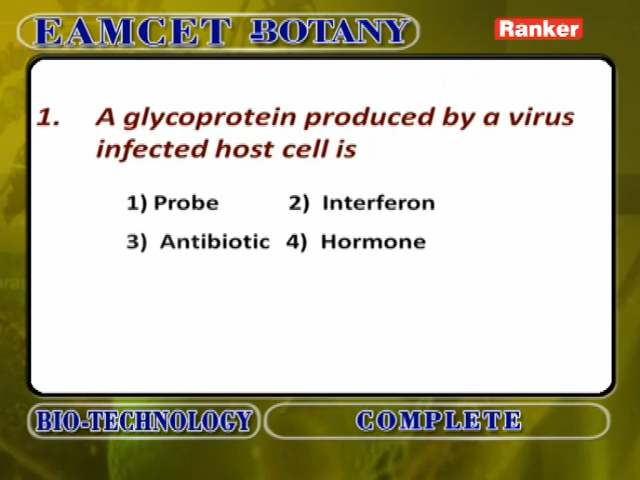 EAMCET BOTANY
Ranker
1. A glycoprotein produced by a virus
infected host cell is
1) Probe 2) Interferon
3) Antibiotic 4) Hormone
BIO-TECHNOLOGY COMPLETE